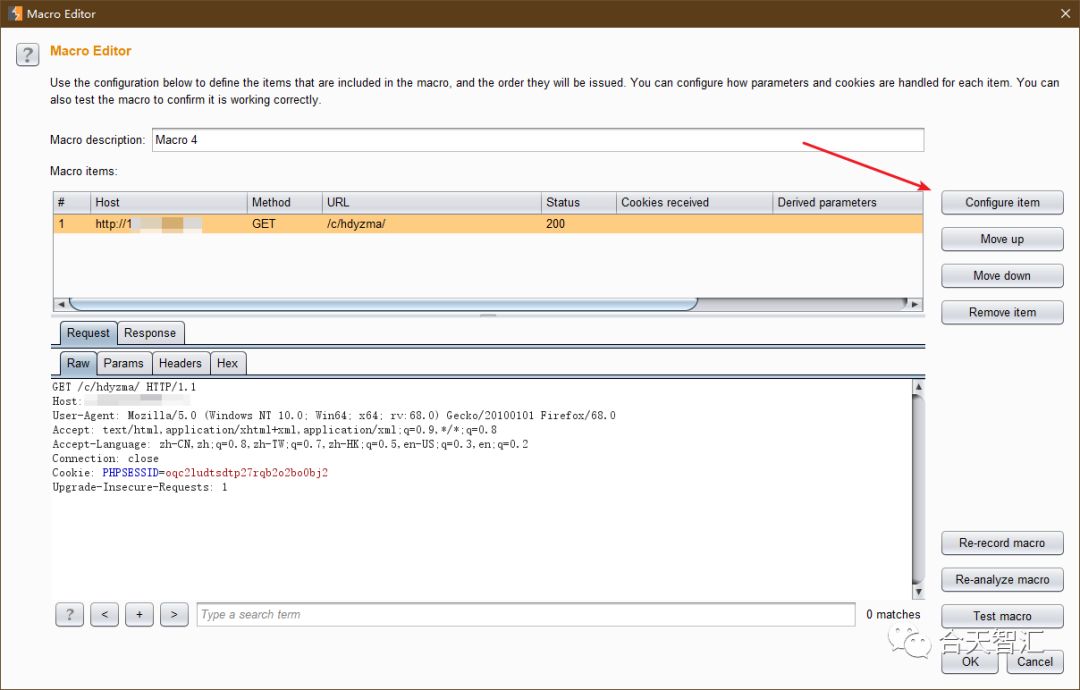 Macro Editor
?
Macro Editor
Use the configuration below to define the items that are included in the macro, and the order they will be issued. You can configure how parameters and cookies are handled for each item. You can
also test the macro to confirm it is working correctly.
Macro description: Macro 4
Macro items:
# Host Method URL Status Cookies received Derived parameters
1 http://1 GET /c/hdyzma/ 200
Configure item
Move up
Move down
Remove item
Request Response
Raw Params Headers Hex
GET /c/hdyzma/ HTTP/1.1
Host:
User-Agent: Mozilla/5.0 (Windows NT 10.0; Win64; x64; rv:68.0) Gecko/20100101 Firefox/68.0
Accept: text/html,application/xhtml+xml,application/xml;q=0.9,*/*;q=0.8
Accept-Language: zh-CN,zh;q=0.8,zh-TW;q=0.7,zh-HK;q=0.5,en-US;q=0.3,en;q=0.2
Connection: close
Cookie: PHPSESSID=oqc2ludtsdtp27rqb2o2bo0bj2
Upgrade-Insecure-Requests: 1
Re-record macro
Re-analyze macro
Test macro
? < + > Type a search term 0 matches
合天智汇
OK Cancel